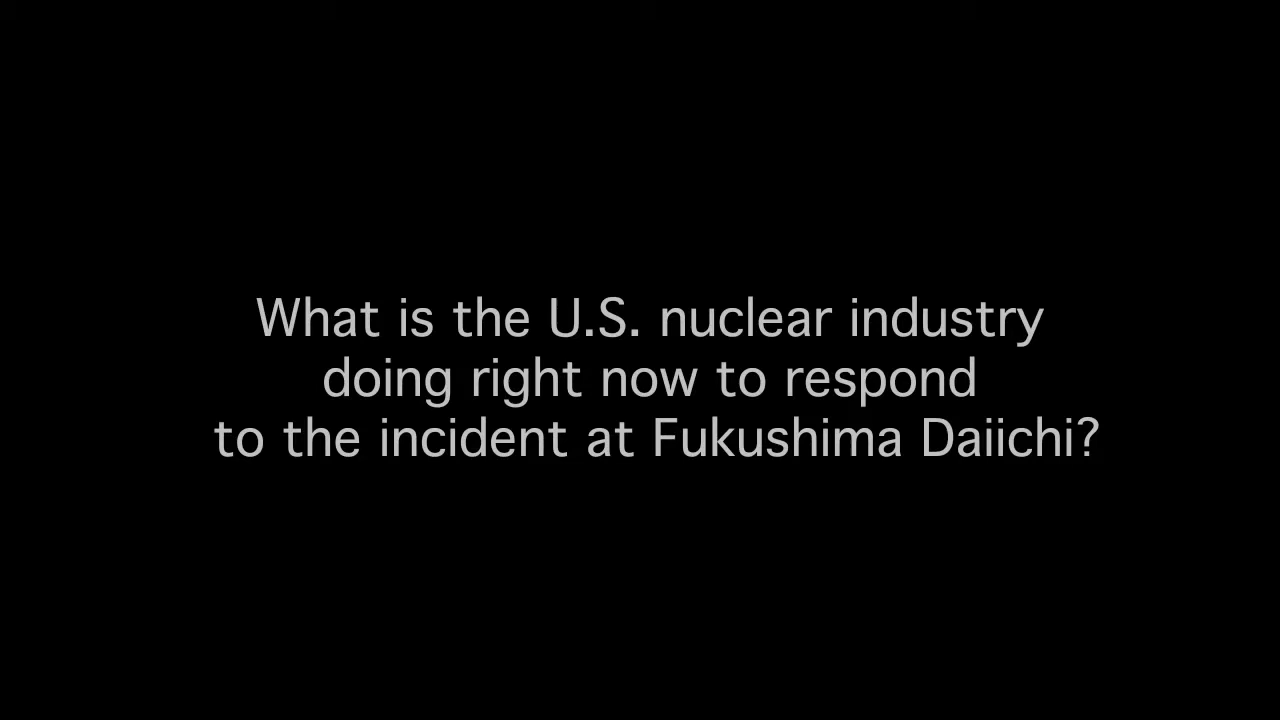 What is the U.S. nuclear industry
doing right now to respond
to the incident at Fukushima Daiichi?